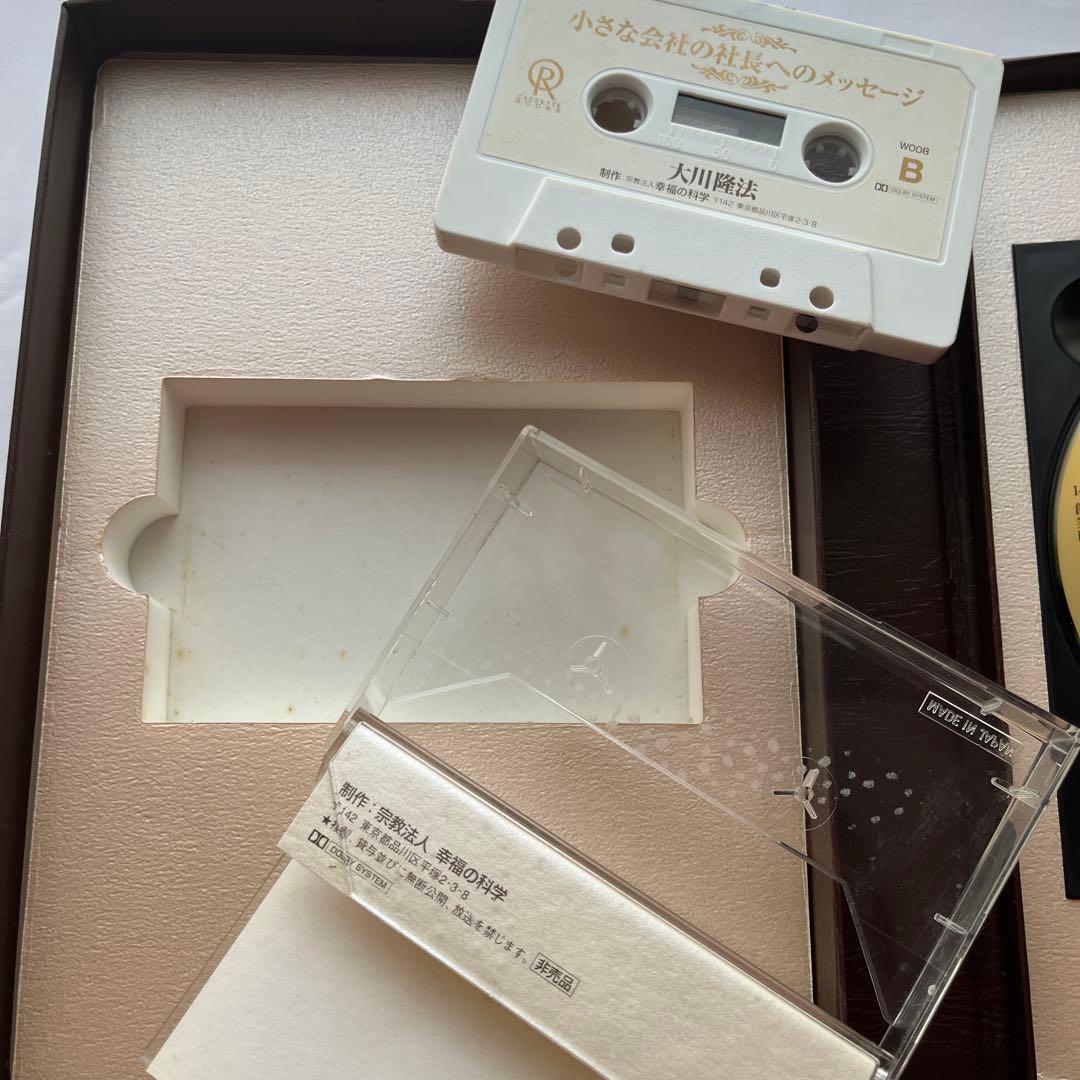 小さな会社の社長へのメッセージ
R
CASSETTE
BOOKS
100 50 0
W008
B
DOLBY SYSTEM
大川隆法
制作 宗教法人 幸福の科学 〒142 東京都品川区平塚2-3-8
MADE IN JAPAN
制作：宗教法人 幸福の科学
〒142 東京都品川区平塚2-3-8
貸与並びに無断公開、放送を禁じます。 非売品
DOLBY SYSTEM